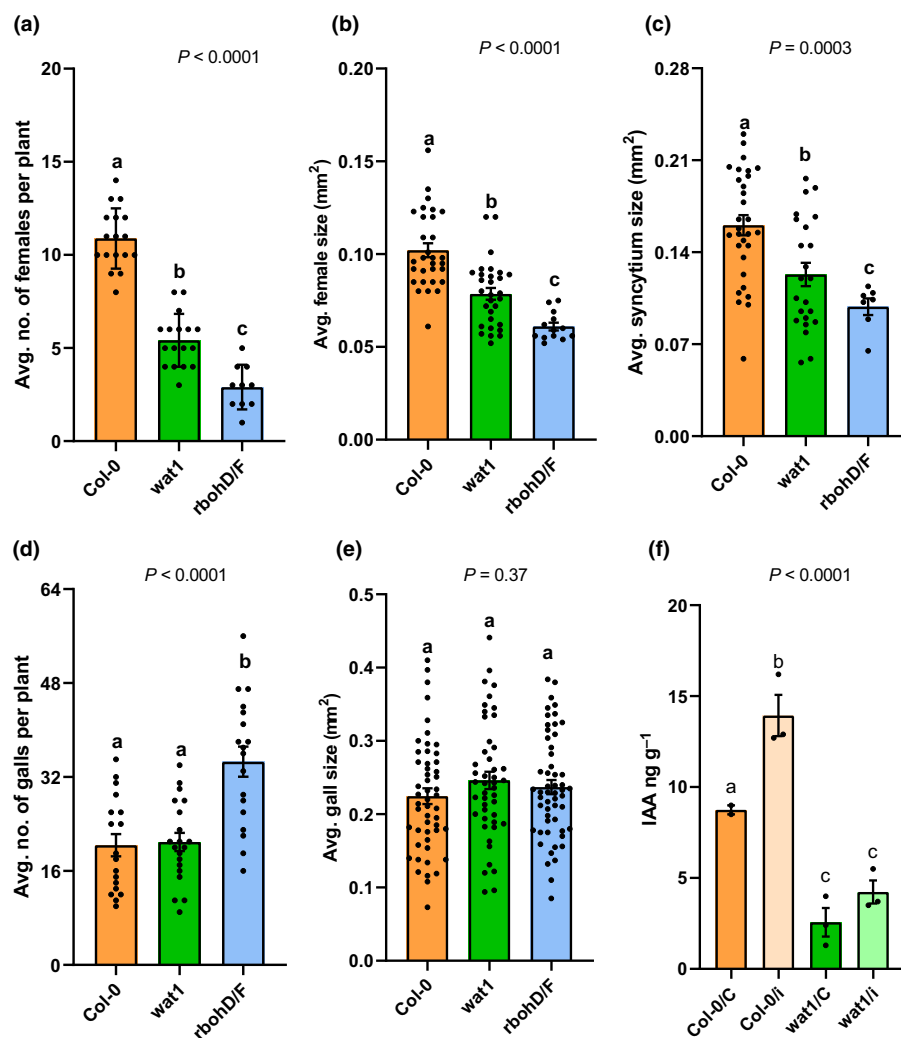 (a)
P < 0.0001
Avg. no. of females per plant
20
15
10
5
0
a
b
c
Col-0
wat1
rbohD/F
(b)
P < 0.0001
Avg. female size (mm²)
0.20
0.15
0.10
0.05
0.00
a
b
c
Col-0
wat1
rbohD/F
(c)
P = 0.0003
Avg. syncytium size (mm²)
0.28
0.21
0.14
0.07
0.00
a
b
c
Col-0
wat1
rbohD/F
(d)
P < 0.0001
Avg. no. of galls per plant
64
48
32
16
0
a
a
b
Col-0
wat1
rbohD/F
(e)
P = 0.37
Avg. gall size (mm²)
0.5
0.4
0.3
0.2
0.1
0.0
a
a
a
Col-0
wat1
rbohD/F
(f)
P < 0.0001
IAA ng g⁻¹
20
15
10
5
0
a
b
c
c
Col-0/C
Col-0/i
wat1/C
wat1/i